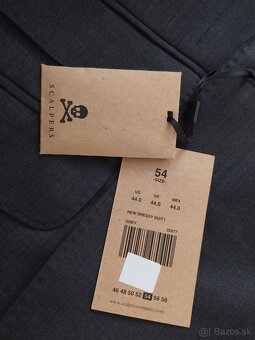 SCALPERS
54
-SIZE-
US UK MEX
44.0 44.0 44.0
NEW DRESSY SUIT I
GREY
46 48 50 52 54 56 58
www.scalperscompany.com
Bazos.sk